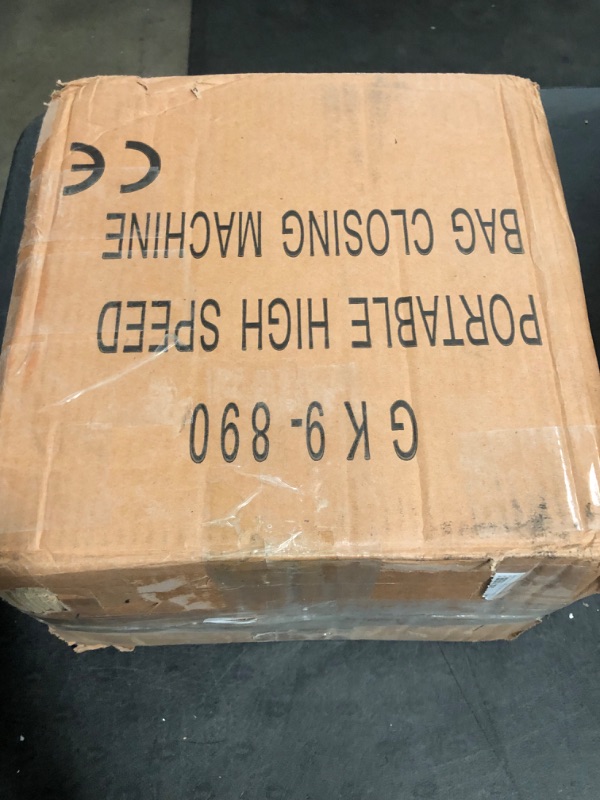 GK9-890
PORTABLE HIGH SPEED
BAG CLOSING MACHINE
CE